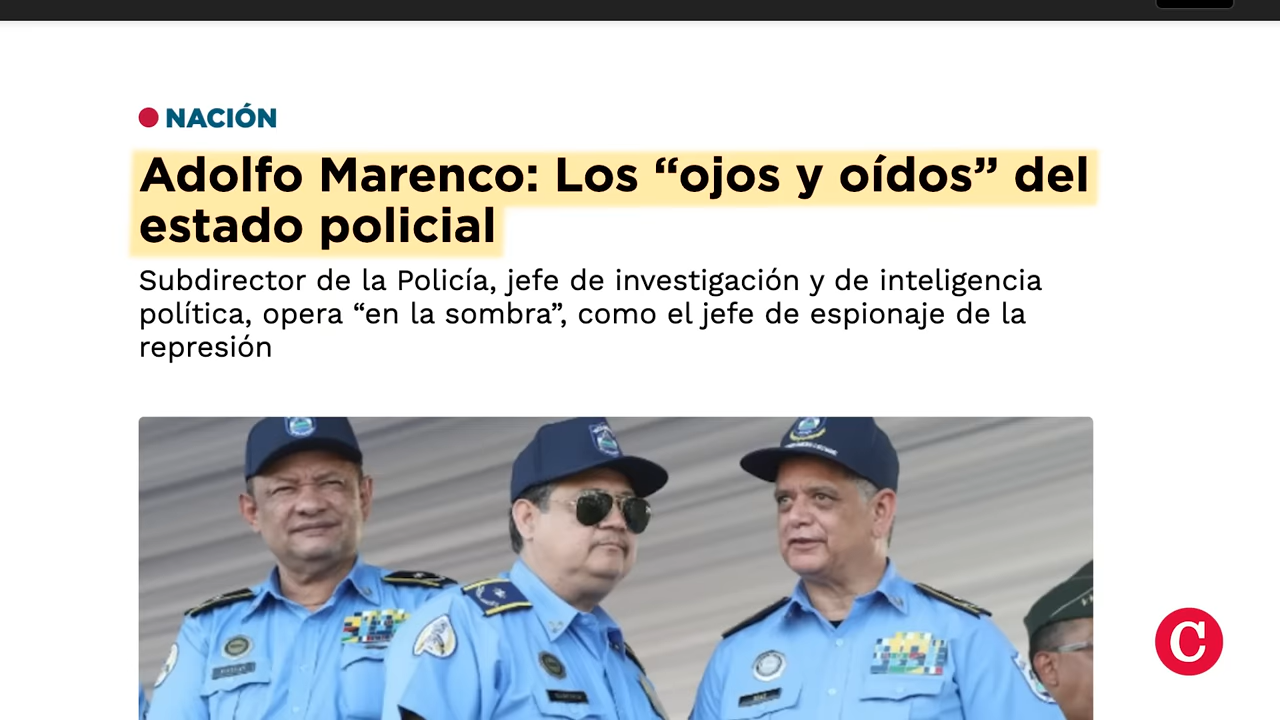 NACIÓN
Adolfo Marenco: Los “ojos y oídos” del
estado policial
Subdirector de la Policía, jefe de investigación y de inteligencia
política, opera “en la sombra”, como el jefe de espionaje de la
represión
C